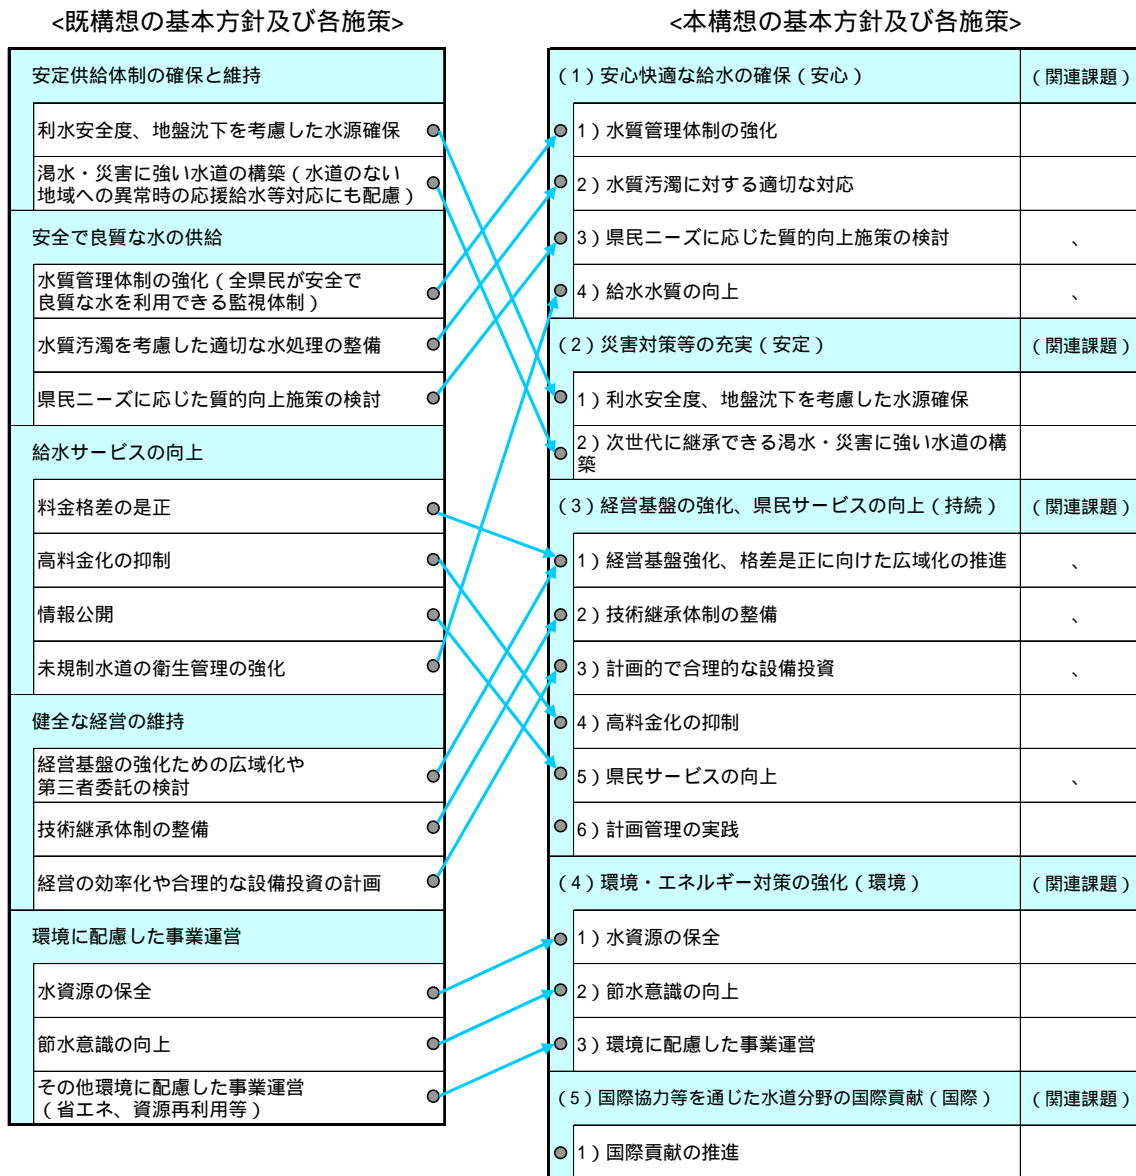 <既構想の基本方針及び各施策>
安定供給体制の確保と維持
利水安全度、地盤沈下を考慮した水源確保
渇水・災害に強い水道の構築（水道のない
地域への異常時の応援給水等対応にも配慮）
安全で良質な水の供給
水質管理体制の強化（全県民が安全で
良質な水を利用できる監視体制）
水質汚濁を考慮した適切な水処理の整備
県民ニーズに応じた質的向上施策の検討
給水サービスの向上
料金格差の是正
高料金化の抑制
情報公開
未規制水道の衛生管理の強化
健全な経営の維持
経営基盤の強化ための広域化や
第三者委託の検討
技術継承体制の整備
経営の効率化や合理的な設備投資の計画
環境に配慮した事業運営
水資源の保全
節水意識の向上
その他環境に配慮した事業運営
（省エネ、資源再利用等）
<本構想の基本方針及び各施策>
（1）安心快適な給水の確保（安心）　（関連課題）
1）水質管理体制の強化
2）水質汚濁に対する適切な対応
3）県民ニーズに応じた質的向上施策の検討　、
4）給水水質の向上　、
（2）災害対策等の充実（安定）　（関連課題）
1）利水安全度、地盤沈下を考慮した水源確保
2）次世代に継承できる渇水・災害に強い水道の構
築
（3）経営基盤の強化、県民サービスの向上（持続）　（関連課題）
1）経営基盤強化、格差是正に向けた広域化の推進　、
2）技術継承体制の整備　、
3）計画的で合理的な設備投資　、
4）高料金化の抑制
5）県民サービスの向上　、
6）計画管理の実践
（4）環境・エネルギー対策の強化（環境）　（関連課題）
1）水資源の保全
2）節水意識の向上
3）環境に配慮した事業運営
（5）国際協力等を通じた水道分野の国際貢献（国際）　（関連課題）
1）国際貢献の推進